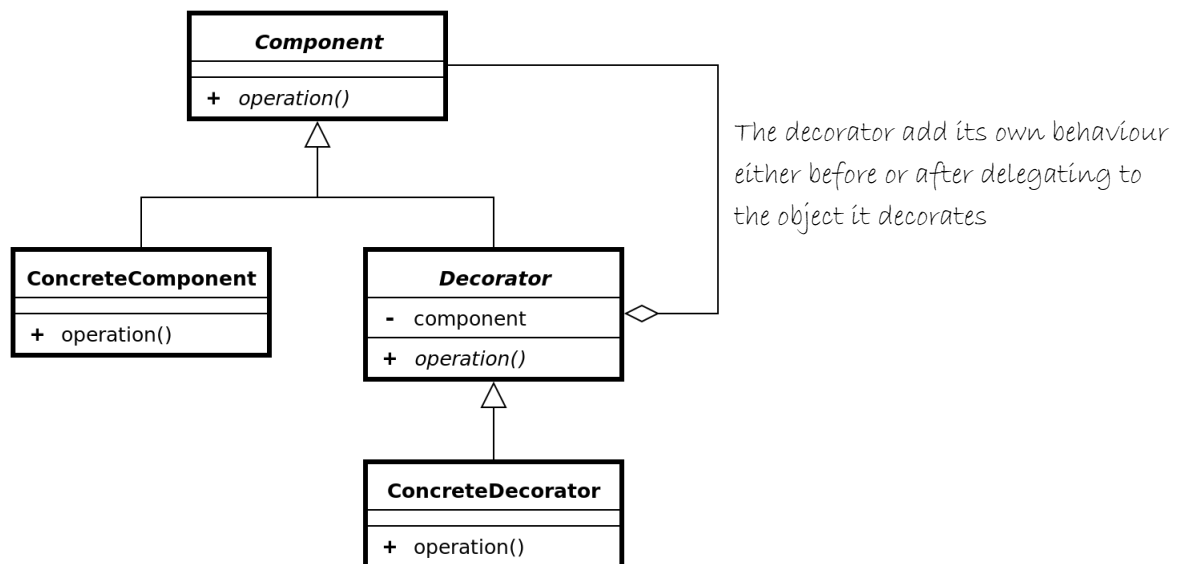 Component
+ operation()
The decorator add its own behaviour
either before or after delegating to
the object it decorates
ConcreteComponent
+ operation()
Decorator
- component
+ operation()
ConcreteDecorator
+ operation()